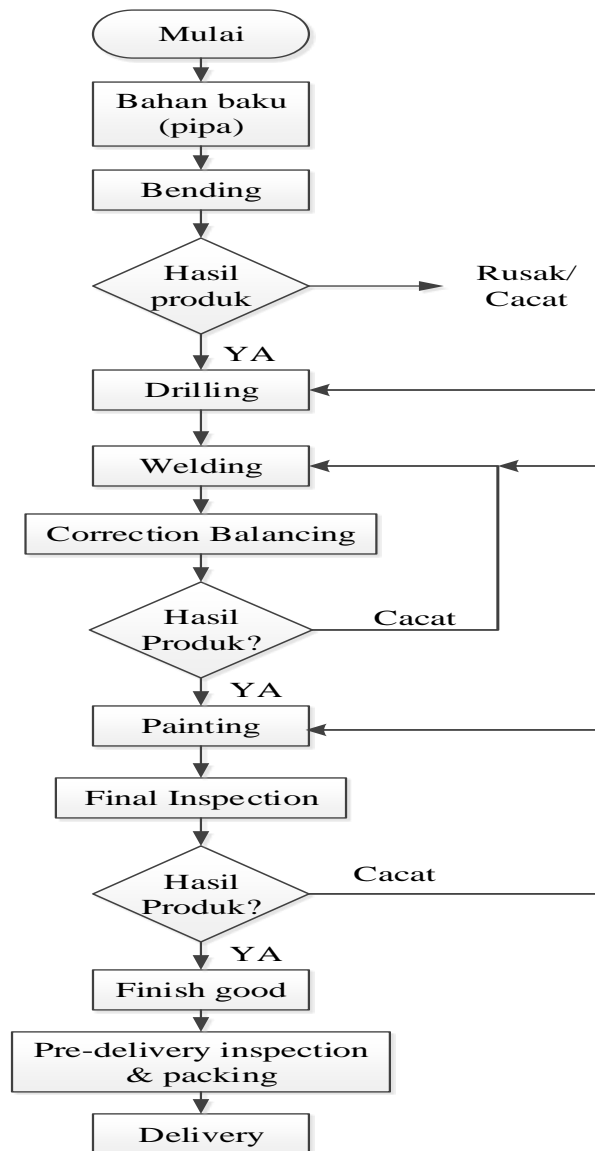 Mulai
Bahan baku
(pipa)
Bending
Hasil
produk
Rusak/
Cacat
YA
Drilling
Welding
Correction Balancing
Hasil
Produk?
Cacat
YA
Painting
Final Inspection
Hasil
Produk?
Cacat
YA
Finish good
Pre-delivery inspection
& packing
Delivery